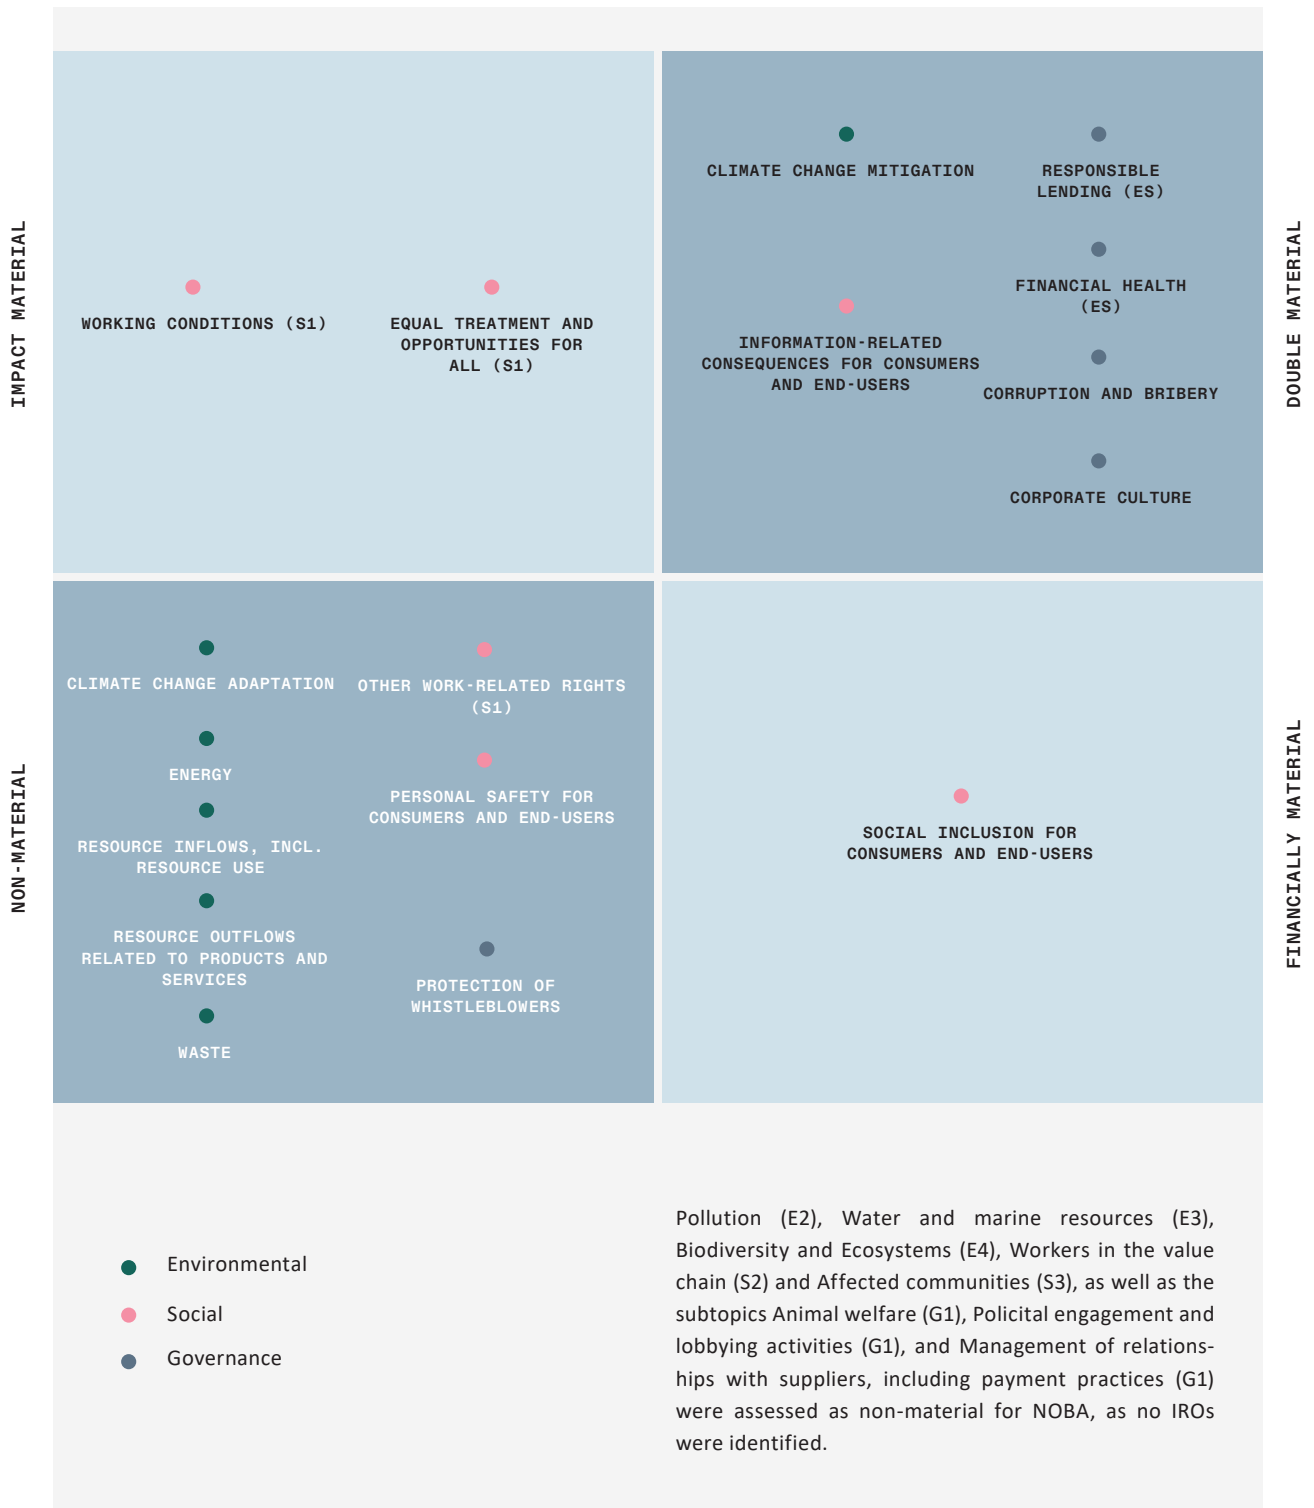 IMPACT MATERIAL
WORKING CONDITIONS (S1)
EQUAL TREATMENT AND
OPPORTUNITIES FOR
ALL (S1)
DOUBLE MATERIAL
CLIMATE CHANGE MITIGATION
RESPONSIBLE
LENDING (ES)
FINANCIAL HEALTH
(ES)
INFORMATION-RELATED
CONSEQUENCES FOR CONSUMERS
AND END-USERS
CORRUPTION AND BRIBERY
CORPORATE CULTURE
NON-MATERIAL
CLIMATE CHANGE ADAPTATION
ENERGY
RESOURCE INFLOWS, INCL.
RESOURCE USE
RESOURCE OUTFLOWS
RELATED TO PRODUCTS AND
SERVICES
WASTE
OTHER WORK-RELATED RIGHTS
(S1)
PERSONAL SAFETY FOR
CONSUMERS AND END-USERS
PROTECTION OF
WHISTLEBLOWERS
FINANCIALLY MATERIAL
SOCIAL INCLUSION FOR
CONSUMERS AND END-USERS
Environmental
Social
Governance
Pollution (E2), Water and marine resources (E3),
Biodiversity and Ecosystems (E4), Workers in the value
chain (S2) and Affected communities (S3), as well as the
subtopics Animal welfare (G1), Policital engagement and
lobbying activities (G1), and Management of relations-
hips with suppliers, including payment practices (G1)
were assessed as non-material for NOBA, as no IROs
were identified.